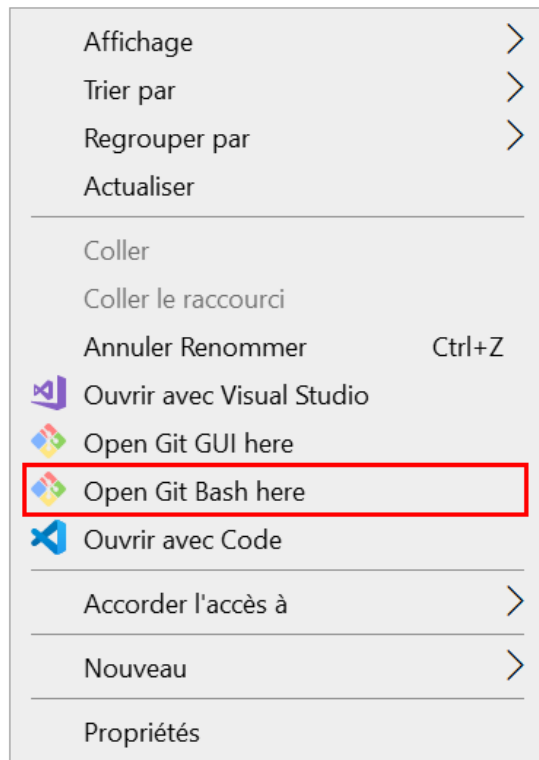 Affichage
Trier par
Regrouper par
Actualiser
Coller
Coller le raccourci
Annuler Renommer Ctrl+Z
Ouvrir avec Visual Studio
Open Git GUI here
Open Git Bash here
Ouvrir avec Code
Accorder l'accès à
Nouveau
Propriétés